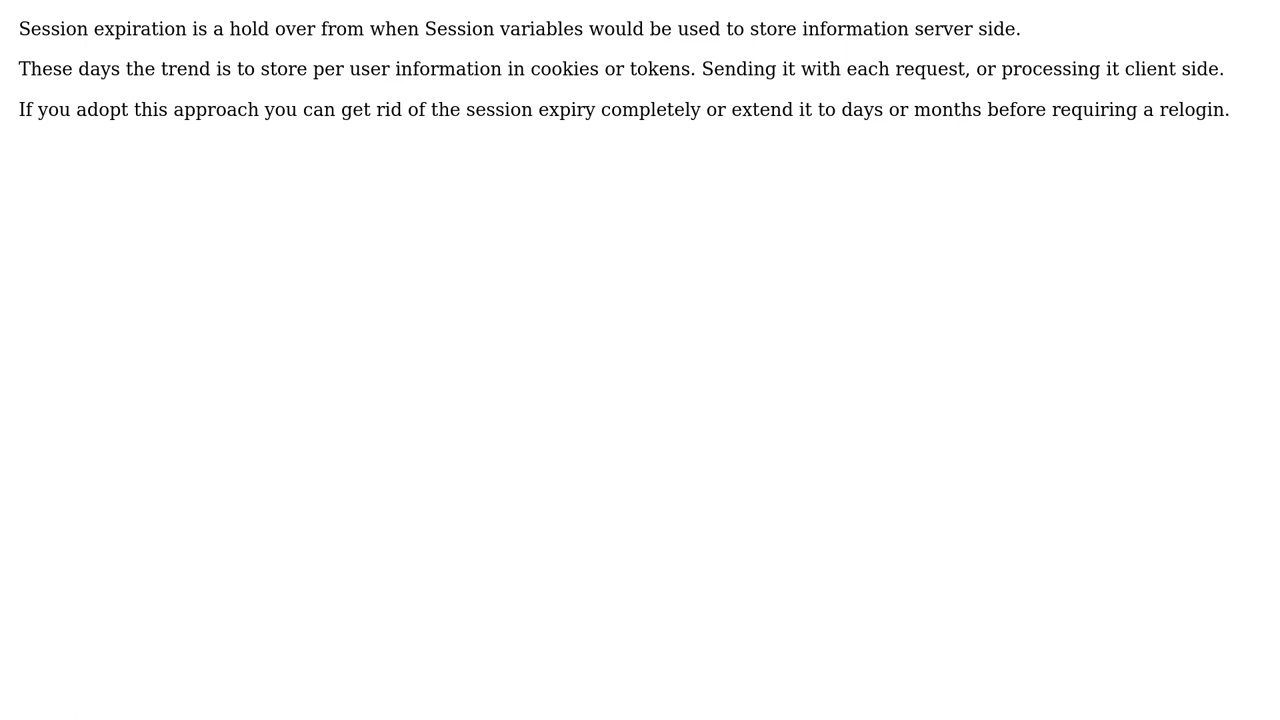 Session expiration is a hold over from when Session variables would be used to store information server side.
These days the trend is to store per user information in cookies or tokens. Sending it with each request, or processing it client side.
If you adopt this approach you can get rid of the session expiry completely or extend it to days or months before requiring a relogin.